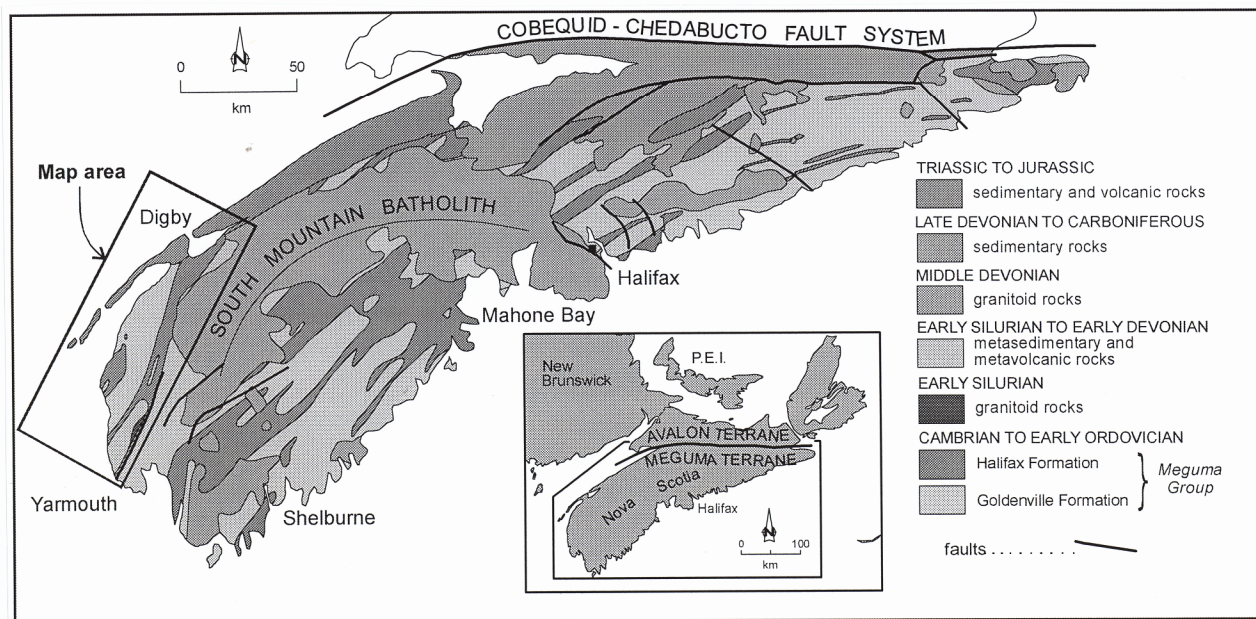 COBEQUID - CHEDABUCTO FAULT SYSTEM
N
0 50
km
Map area
Digby
SOUTH MOUNTAIN BATHOLITH
Halifax
Mahone Bay
Shelburne
Yarmouth
TRIASSIC TO JURASSIC
sedimentary and volcanic rocks
LATE DEVONIAN TO CARBONIFEROUS
sedimentary rocks
MIDDLE DEVONIAN
granitoid rocks
EARLY SILURIAN TO EARLY DEVONIAN
metasedimentary and
metavolcanic rocks
EARLY SILURIAN
granitoid rocks
CAMBRIAN TO EARLY ORDOVICIAN
Halifax Formation
Goldenville Formation
Meguma
Group
faults . . . . . . . . .
New
Brunswick
P.E.I.
AVALON TERRANE
MEGUMA TERRANE
Nova Scotia
Halifax
N
0 100
km